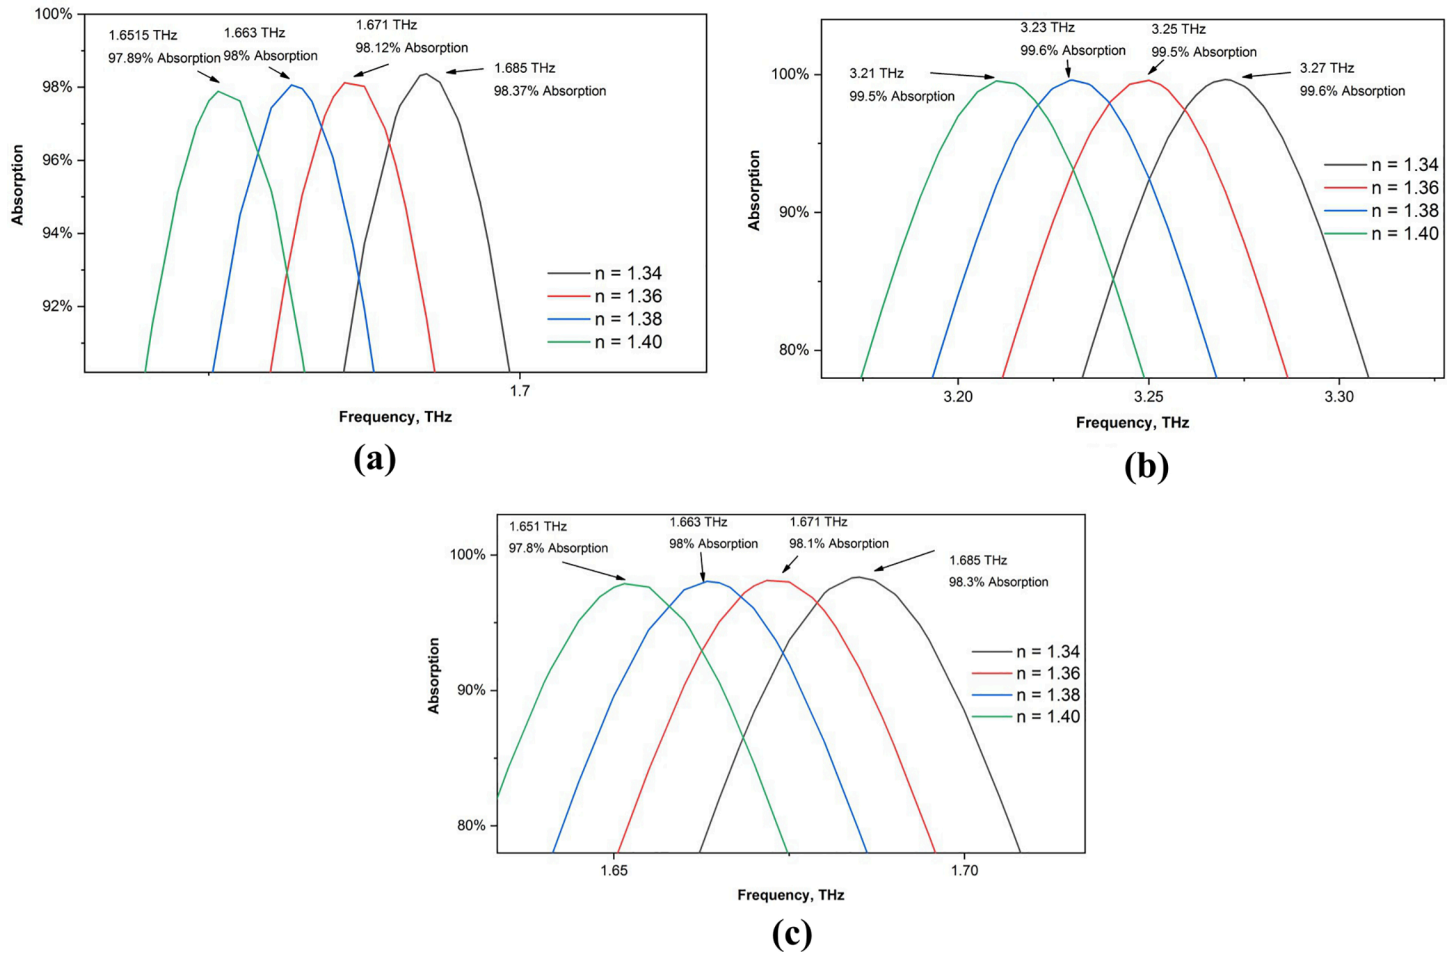 100%
98%
96%
94%
92%
Absorption
1.6515 THz
97.89% Absorption
1.663 THz
98% Absorption
1.671 THz
98.12% Absorption
1.685 THz
98.37% Absorption
n = 1.34
n = 1.36
n = 1.38
n = 1.40
1.7
Frequency, THz
(a)
100%
90%
80%
Absorption
3.21 THz
99.5% Absorption
3.23 THz
99.6% Absorption
3.25 THz
99.5% Absorption
3.27 THz
99.6% Absorption
n = 1.34
n = 1.36
n = 1.38
n = 1.40
3.20
3.25
3.30
Frequency, THz
(b)
100%
90%
80%
Absorption
1.651 THz
97.8% Absorption
1.663 THz
98% Absorption
1.671 THz
98.1% Absorption
1.685 THz
98.3% Absorption
n = 1.34
n = 1.36
n = 1.38
n = 1.40
1.65
1.70
Frequency, THz
(c)